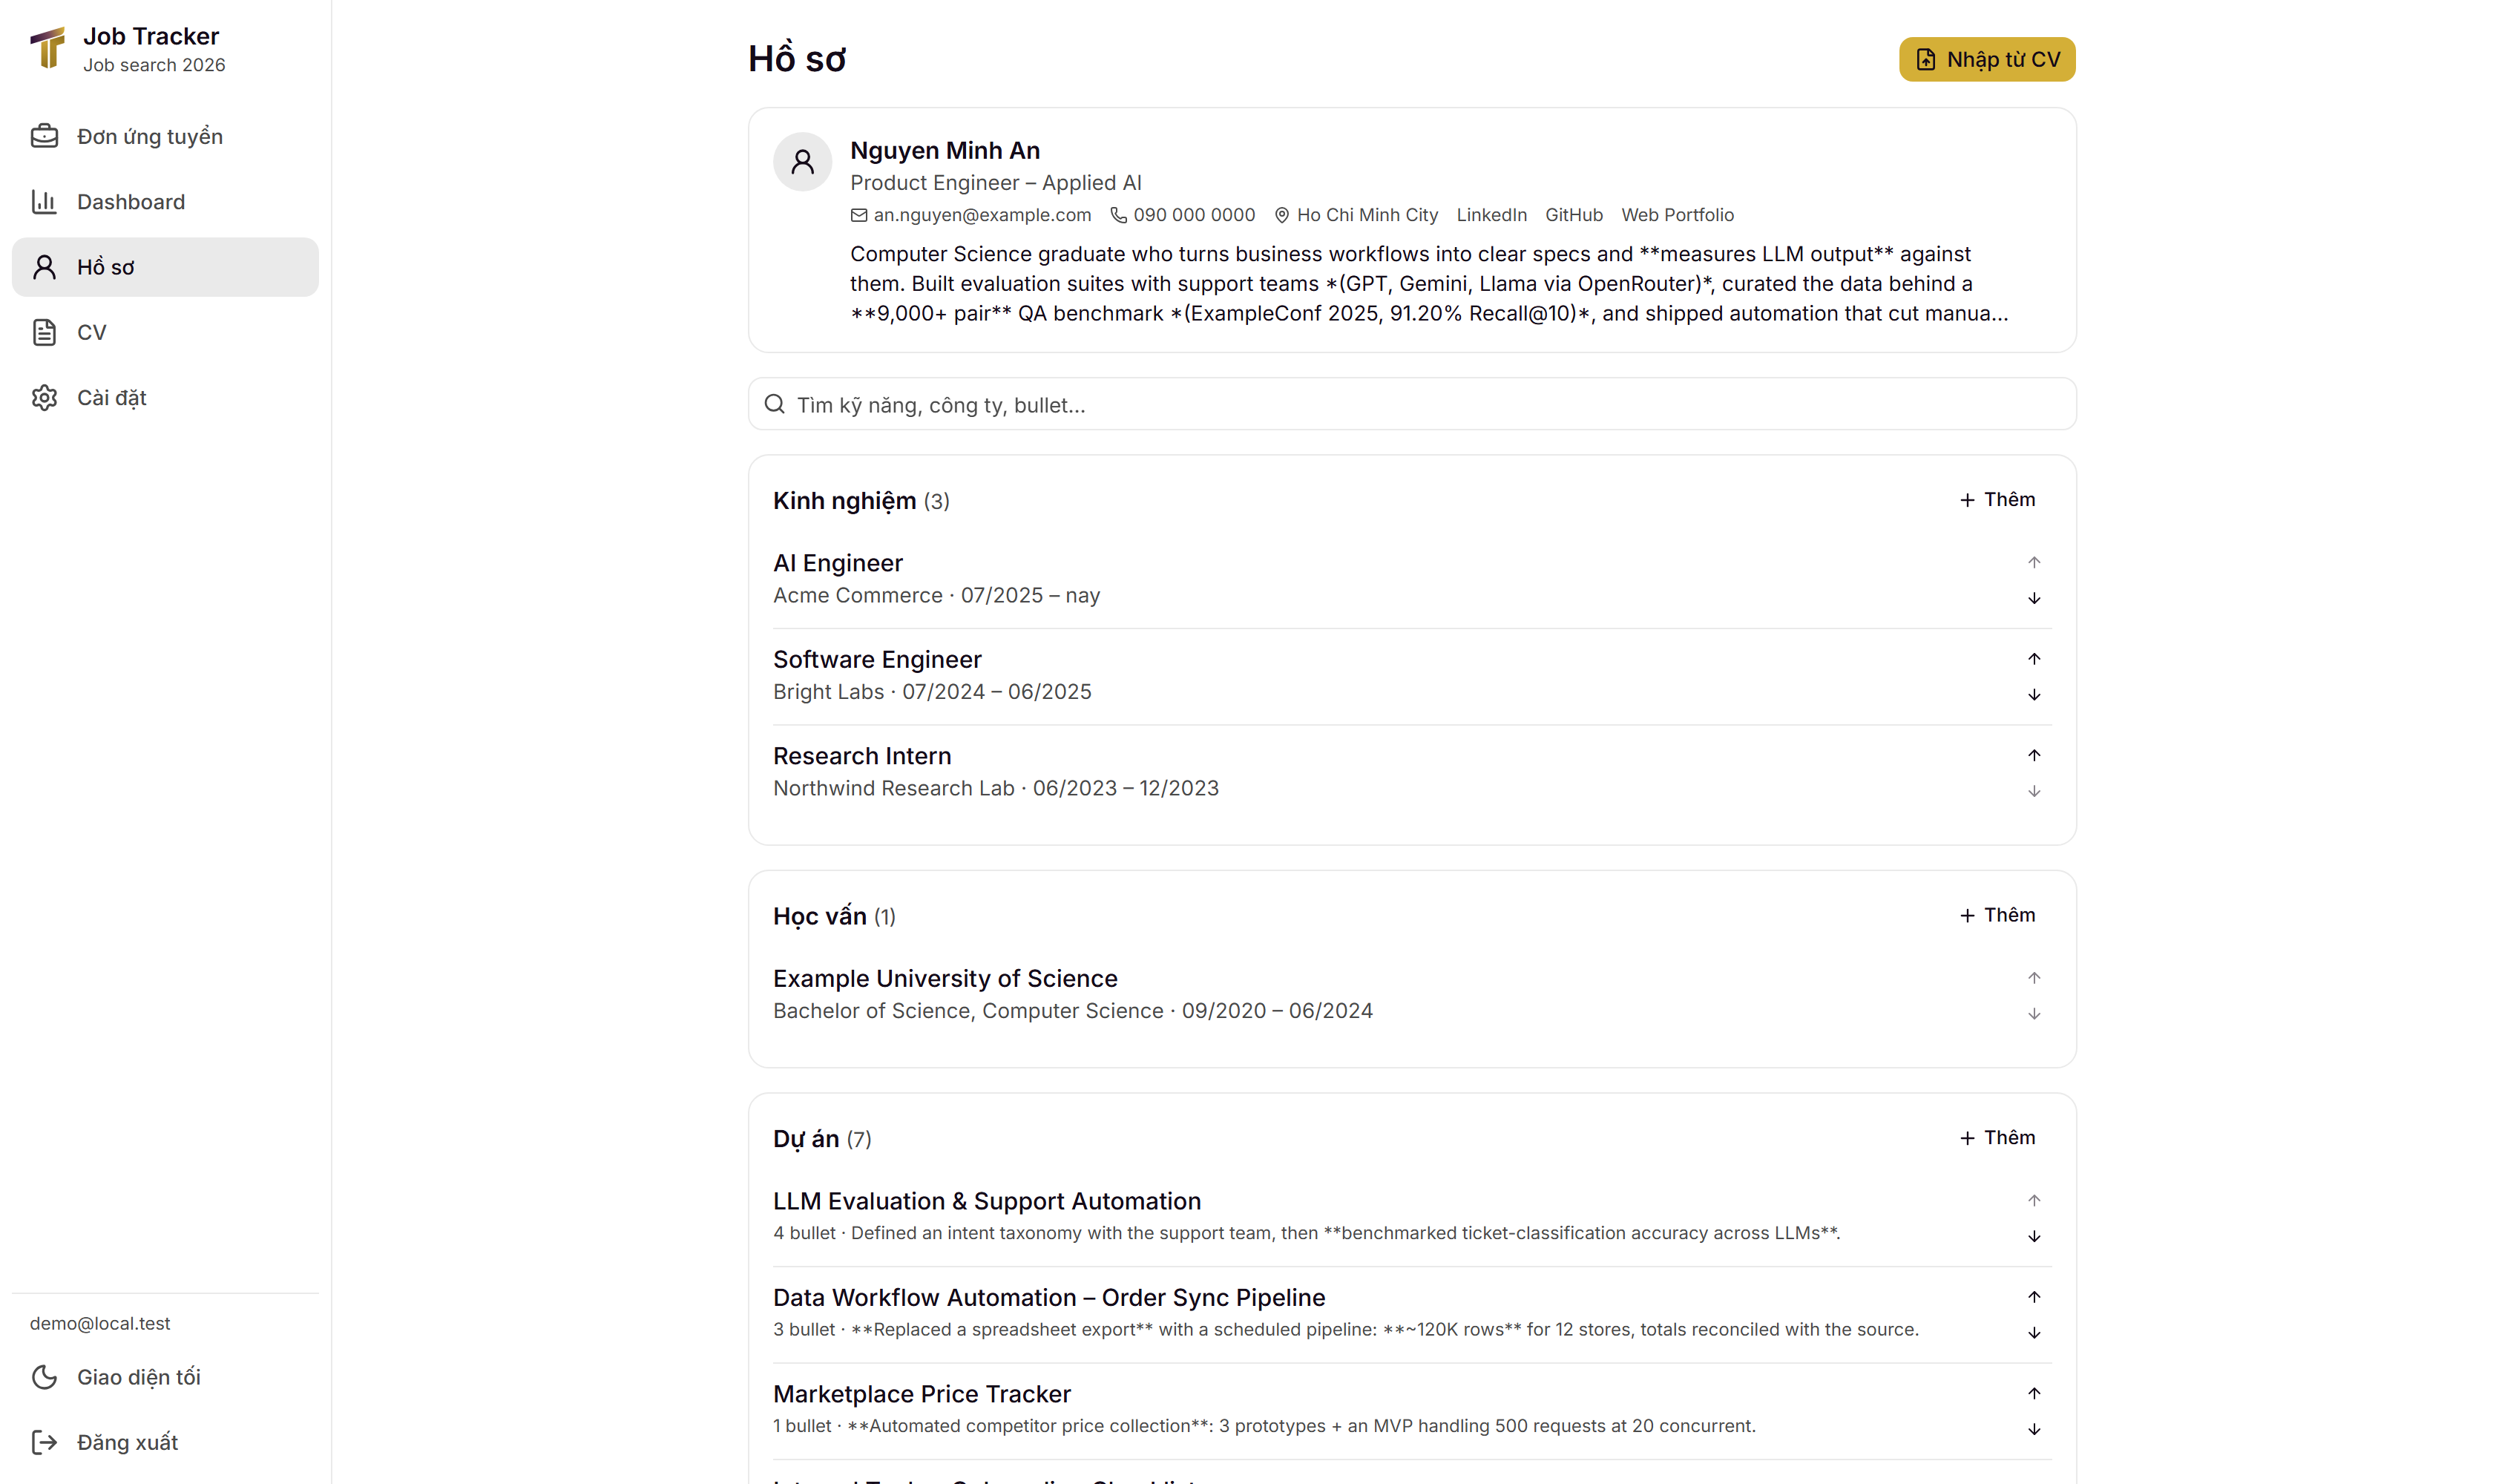 Job Tracker
Job search 2026
Đơn ứng tuyển
Dashboard
Hồ sơ
CV
Cài đặt
demo@local.test
Giao diện tối
Đăng xuất
Hồ sơ
Nhập từ CV
Nguyen Minh An
Product Engineer – Applied AI
an.nguyen@example.com 090 000 0000 Ho Chi Minh City LinkedIn GitHub Web Portfolio
Computer Science graduate who turns business workflows into clear specs and **measures LLM output** against
them. Built evaluation suites with support teams *(GPT, Gemini, Llama via OpenRouter)*, curated the data behind a
**9,000+ pair** QA benchmark *(ExampleConf 2025, 91.20% Recall@10)*, and shipped automation that cut manua...
Tìm kỹ năng, công ty, bullet...
Kinh nghiệm (3)
+ Thêm
AI Engineer
Acme Commerce · 07/2025 – nay
Software Engineer
Bright Labs · 07/2024 – 06/2025
Research Intern
Northwind Research Lab · 06/2023 – 12/2023
Học vấn (1)
+ Thêm
Example University of Science
Bachelor of Science, Computer Science · 09/2020 – 06/2024
Dự án (7)
+ Thêm
LLM Evaluation & Support Automation
4 bullet · Defined an intent taxonomy with the support team, then **benchmarked ticket-classification accuracy across LLMs**.
Data Workflow Automation – Order Sync Pipeline
3 bullet · **Replaced a spreadsheet export** with a scheduled pipeline: **~120K rows** for 12 stores, totals reconciled with the source.
Marketplace Price Tracker
1 bullet · **Automated competitor price collection**: 3 prototypes + an MVP handling 500 requests at 20 concurrent.